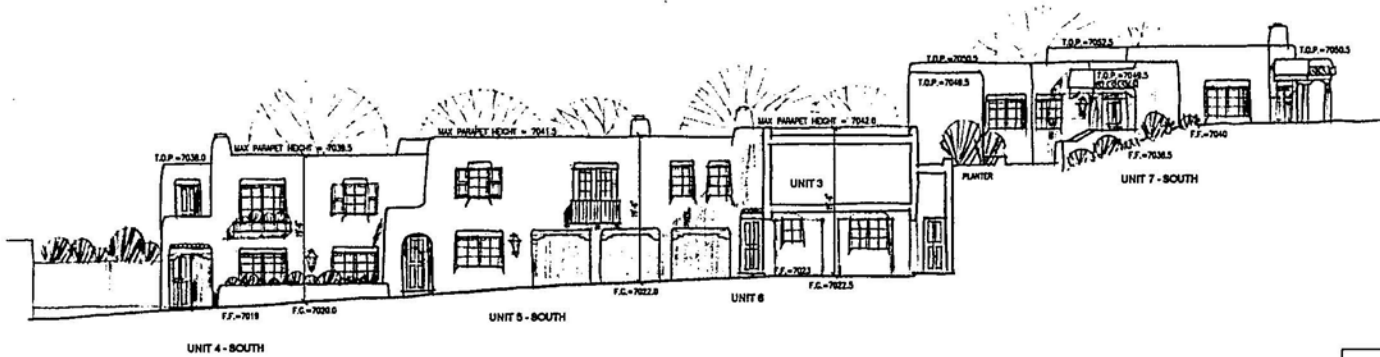 T.O.P.=7052.5
T.O.P.=7050.5
T.O.P.=7050.5
T.O.P.=7048.5
T.O.P.=7048.5
MAX PARAPET HEIGHT = 7042.0
MAX PARAPET HEIGHT = 7041.5
MAX PARAPET HEIGHT = 7039.5
T.O.P =7038.0
F.F.=7040
F.F.=7038.5
UNIT 3
PLANTER
UNIT 7 - SOUTH
F.F.=7023
F.G.=7022.5
F.G.=7022.0
UNIT 6
F.F.=7019
F.G.=7020.0
UNIT 5 - SOUTH
UNIT 4 - SOUTH